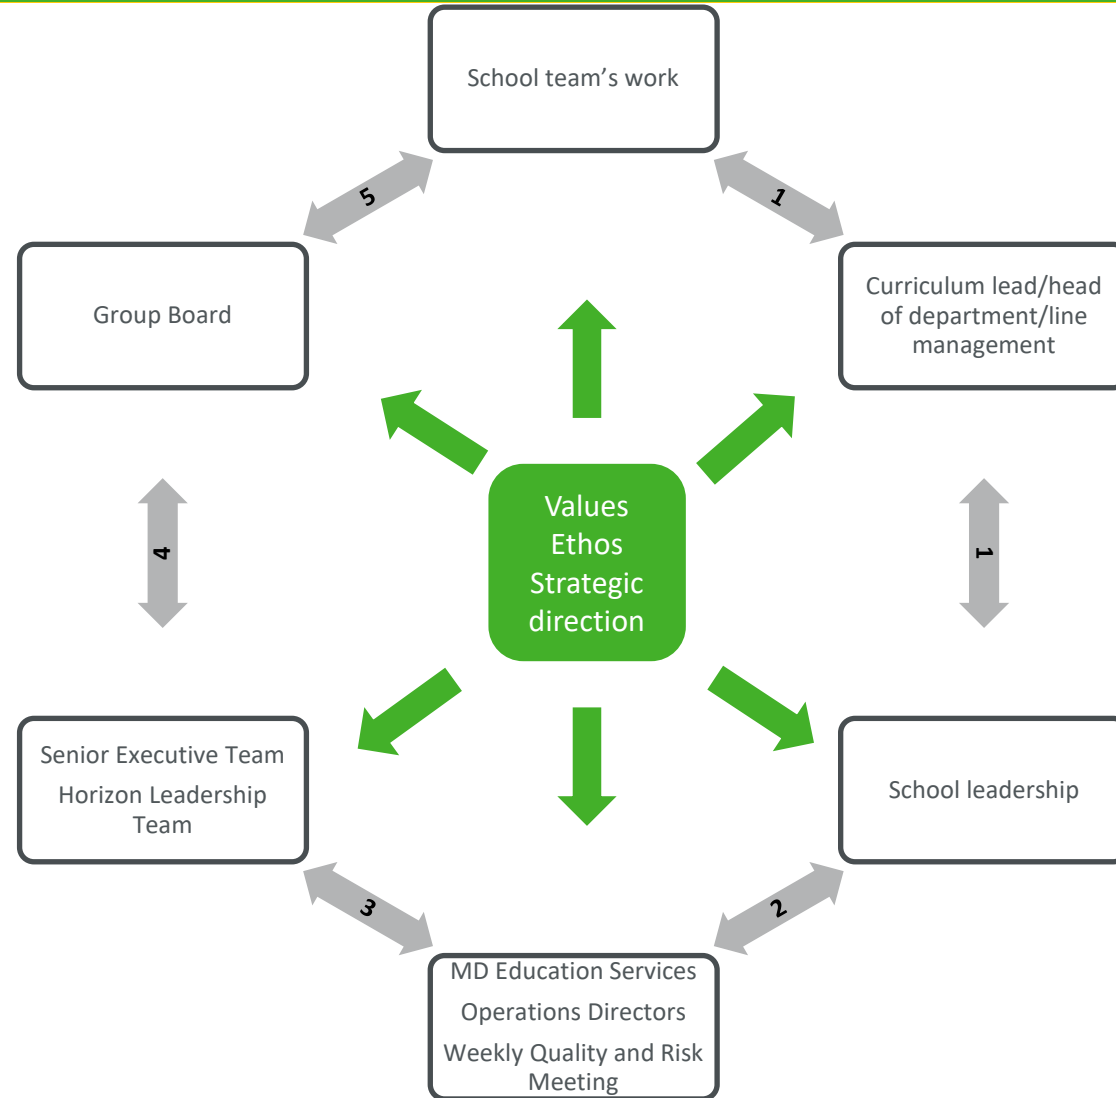 School team’s work
5
1
Group Board
Curriculum lead/head
of department/line
management
Values
Ethos
Strategic
direction
4
1
Senior Executive Team
Horizon Leadership
Team
School leadership
3
2
MD Education Services
Operations Directors
Weekly Quality and Risk
Meeting